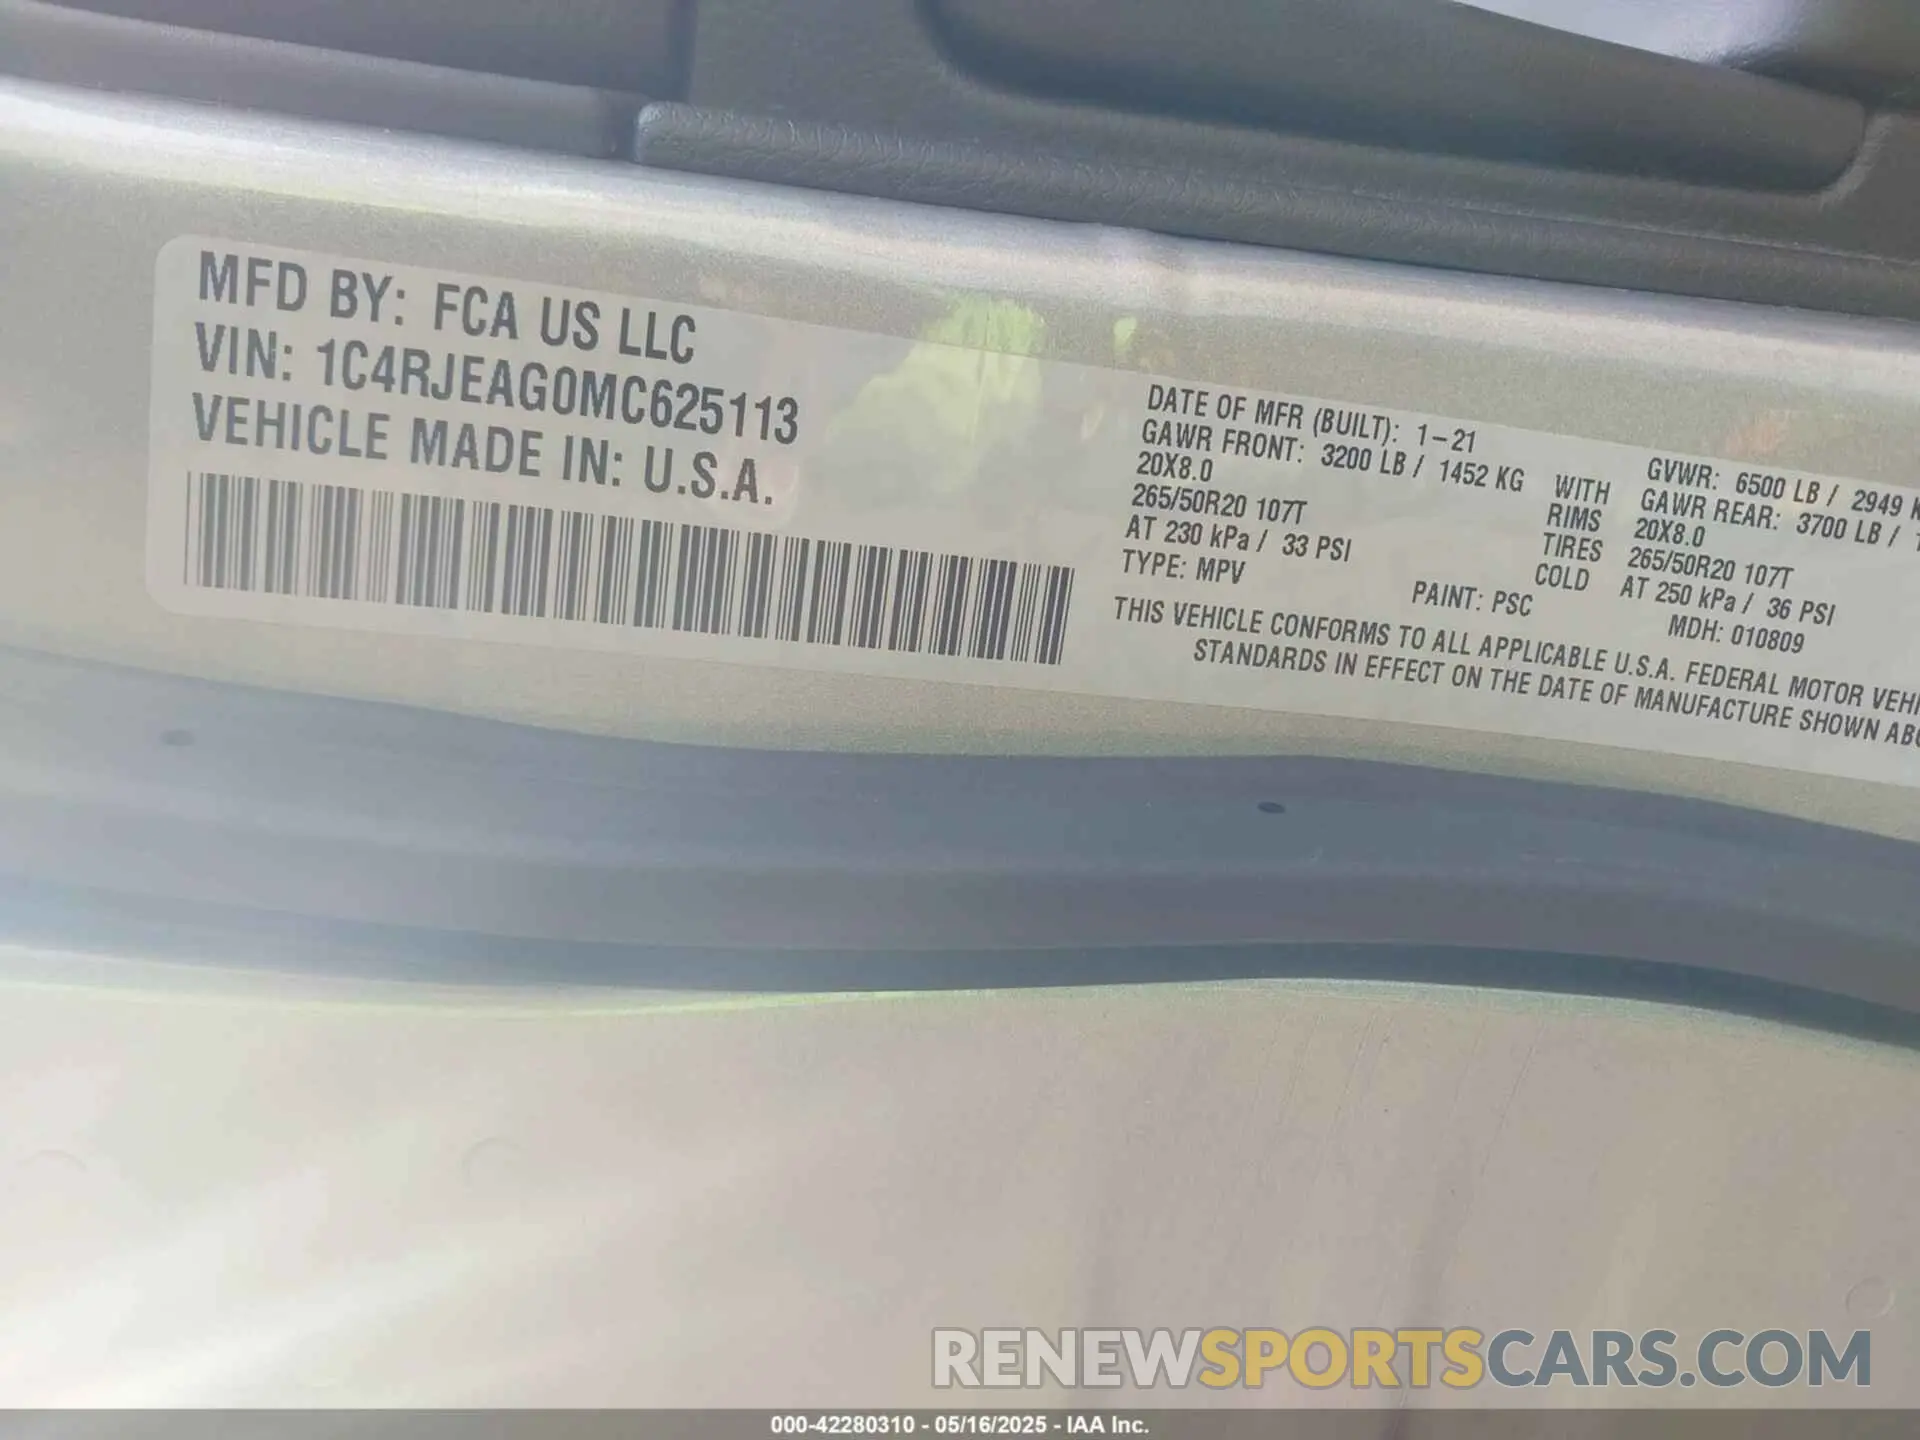 MFD BY: FCA US LLC
VIN: 1C4RJEAG0MC625113
VEHICLE MADE IN: U.S.A.
DATE OF MFR (BUILT): 1-21
GVWR: 6500 LB / 2949
GAWR FRONT: 3200 LB / 1452 KG WITH GAWR REAR: 3700 LB /
20X8.0 RIMS 20X8.0
265/50R20 107T TIRES 265/50R20 107T
AT 230 kPa / 33 PSI COLD AT 250 kPa / 36 PSI
TYPE: MPV PAINT: PSC MDH: 010809
THIS VEHICLE CONFORMS TO ALL APPLICABLE U.S.A. FEDERAL MOTOR
STANDARDS IN EFFECT ON THE DATE OF MANUFACTURE SHOWN
RENEWSPORTSCARS.COM
000-42280310 - 05/16/2025 - IAA Inc.